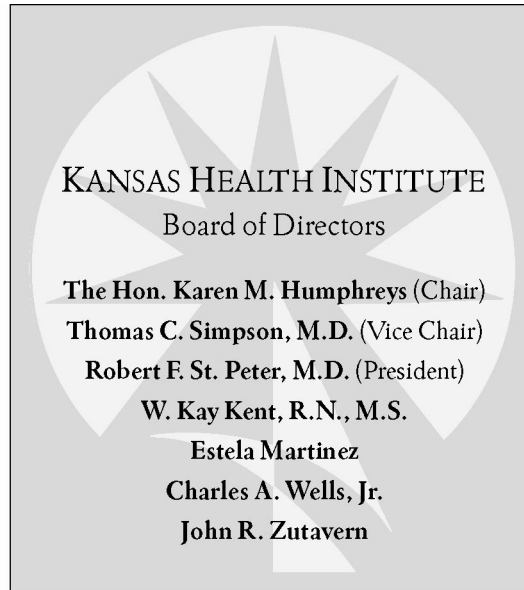 KANSAS HEALTH INSTITUTE
Board of Directors
The Hon. Karen M. Humphreys (Chair)
Thomas C. Simpson, M.D. (Vice Chair)
Robert F. St. Peter, M.D. (President)
W. Kay Kent, R.N., M.S.
Estela Martinez
Charles A. Wells, Jr.
John R. Zutavern